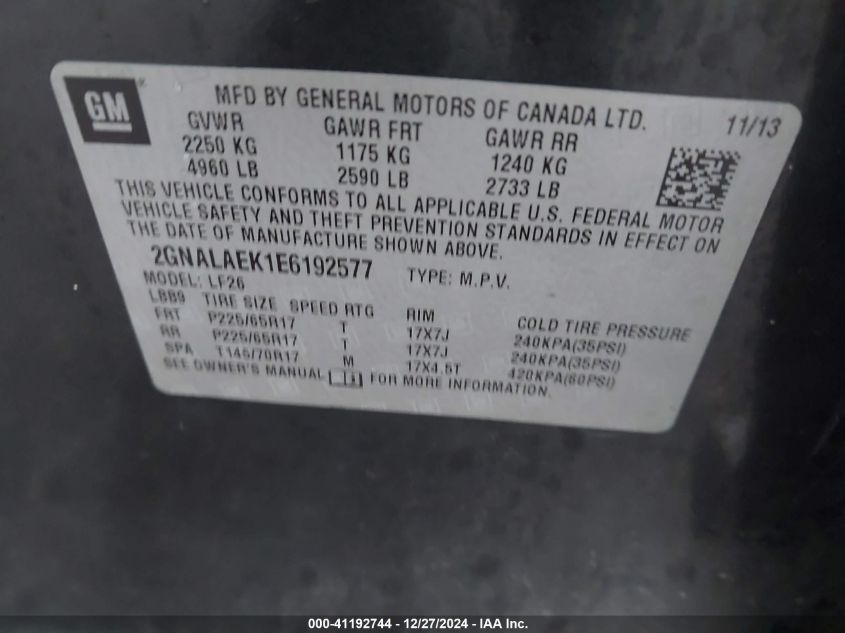 GM
MFD BY GENERAL MOTORS OF CANADA LTD. 11/13
GVWR GAWR FRT GAWR RR
2250 KG 1175 KG 1240 KG
4960 LB 2590 LB 2733 LB
THIS VEHICLE CONFORMS TO ALL APPLICABLE U.S. FEDERAL MOTOR
VEHICLE SAFETY AND THEFT PREVENTION STANDARDS IN EFFECT ON
THE DATE OF MANUFACTURE SHOWN ABOVE.
2GNALAEK1E6192577 TYPE: M.P.V.
MODEL: LF26
LBB9 TIRE SIZE SPEED RTG RIM COLD TIRE PRESSURE
FRT P225/65R17 T 17X7J 240KPA(35PSI)
RR P225/65R17 T 17X7J 240KPA(35PSI)
SPA T145/70R17 M 17X4.5T 420KPA(60PSI)
SEE OWNER'S MANUAL FOR MORE INFORMATION.
000-41192744 - 12/27/2024 - IAA Inc.